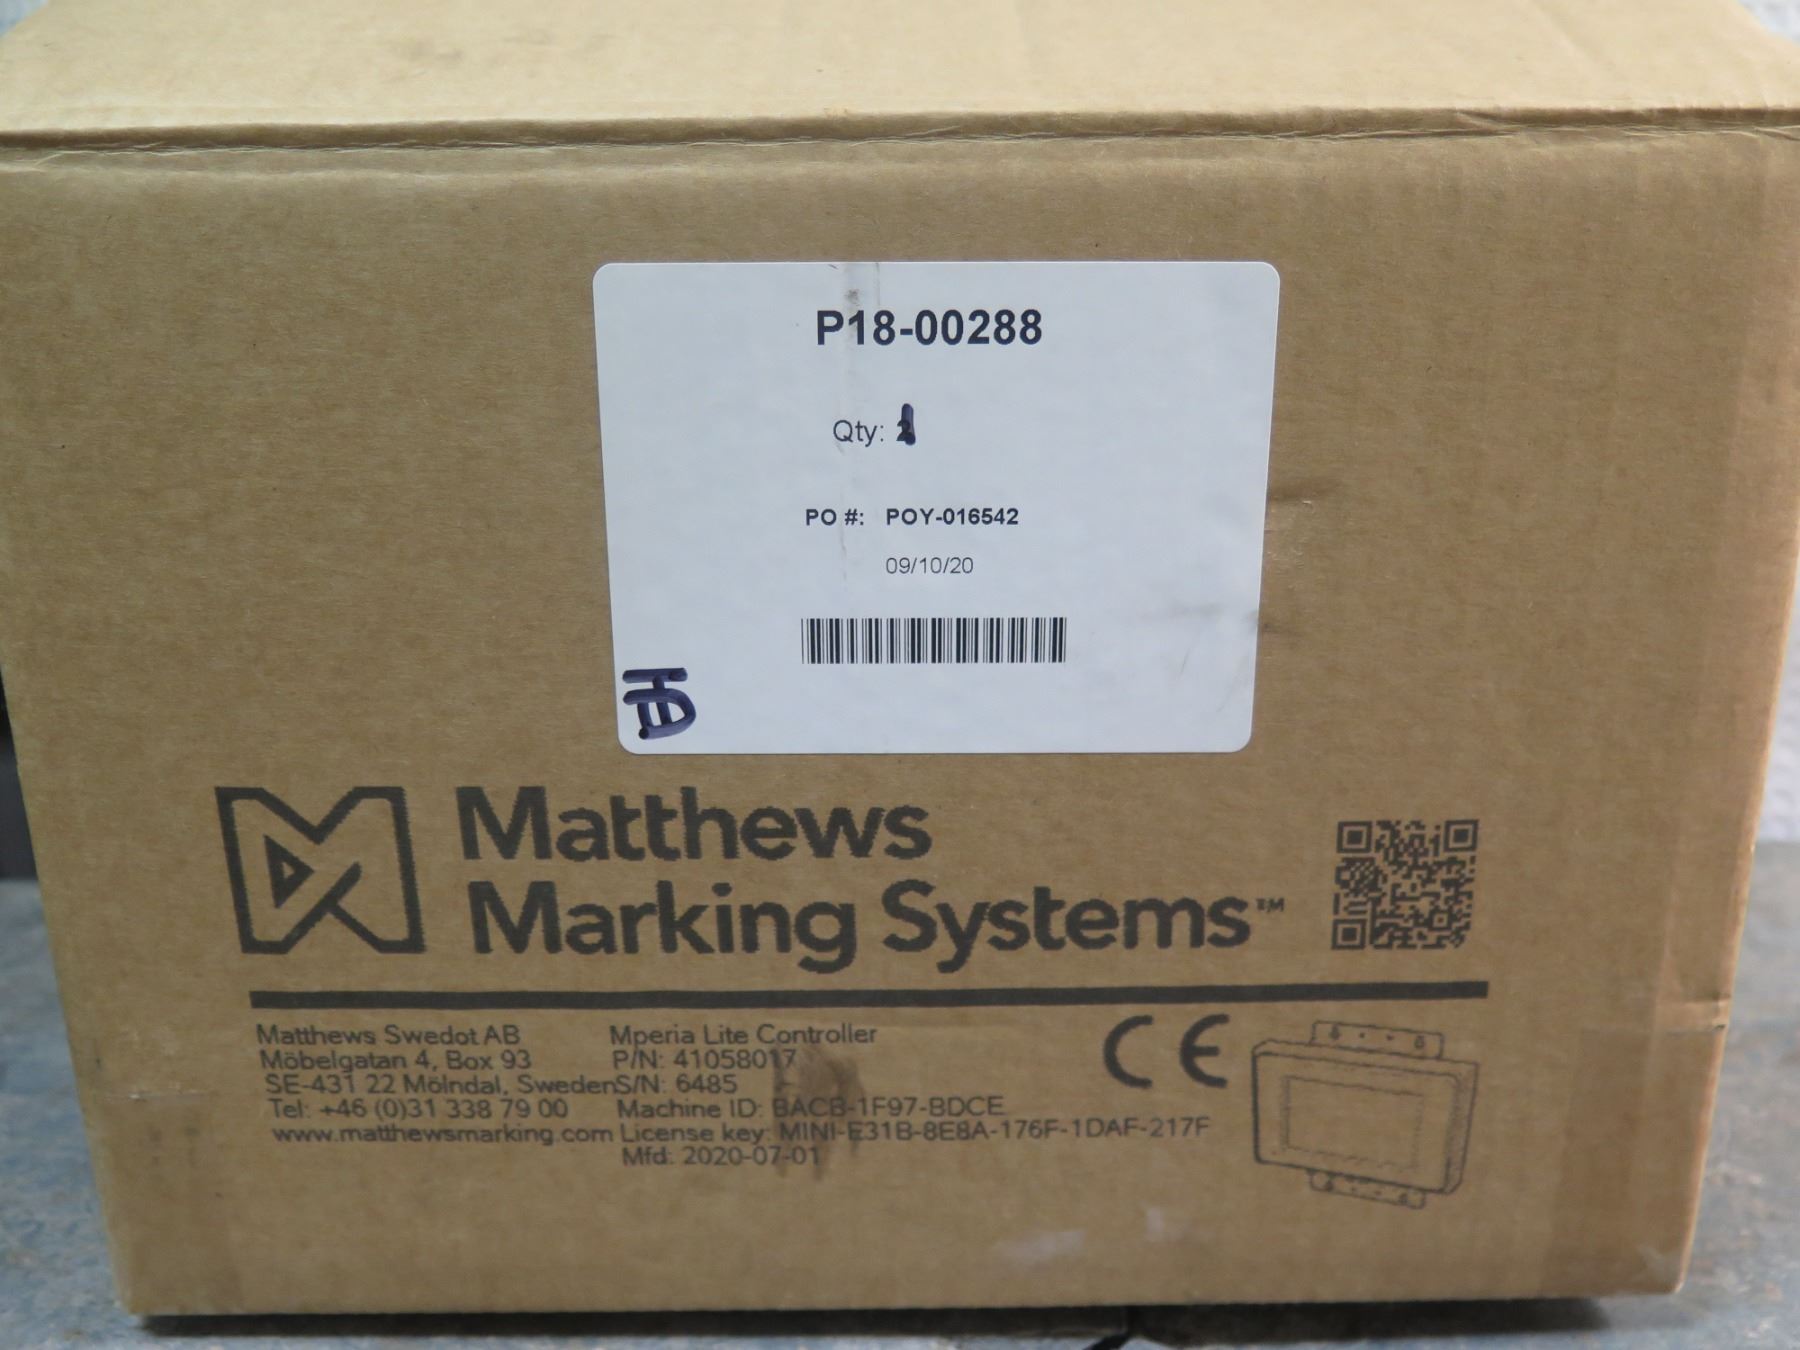 P18-00288
Qty: 1
PO #: POY-016542
09/10/20
Matthews
Marking Systems™
Matthews Swedot AB
Möbelgatan 4, Box 93
SE-431 22 Mölndal, Sweden
Tel: +46 (0)31 338 79 00
www.matthewsmarking.com
Mperia Lite Controller
P/N: 41058017
S/N: 6485
Machine ID: BACB-1F97-BDCE
License key: MINI-E31B-8E8A-176F-1DAF-217F
Mfd: 2020-07-01
CE